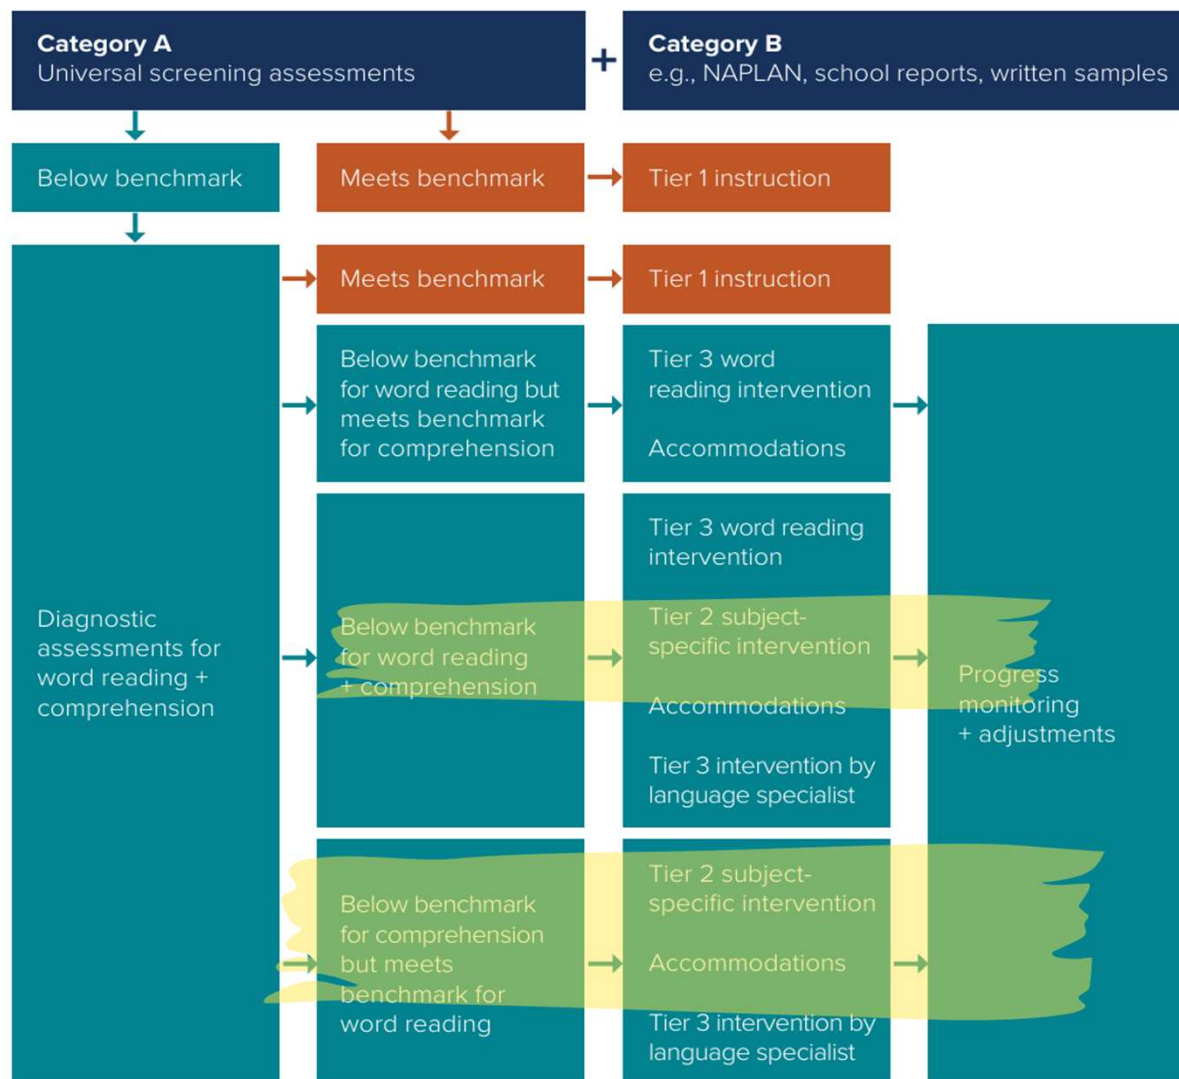 Category A
Universal screening assessments
+
Category B
e.g., NAPLAN, school reports, written samples
Below benchmark
Meets benchmark
Tier 1 instruction
Meets benchmark
Tier 1 instruction
Below benchmark
for word reading but
meets benchmark
for comprehension
Tier 3 word
reading intervention
Accommodations
Diagnostic
assessments for
word reading +
comprehension
Below benchmark
for word reading
+ comprehension
Tier 3 word reading
intervention
Tier 2 subject-
specific intervention
Accommodations
Tier 3 intervention by
language specialist
Progress
monitoring
+ adjustments
Below benchmark
for comprehension
but meets
benchmark for
word reading
Tier 2 subject-
specific intervention
Accommodations
Tier 3 intervention by
language specialist